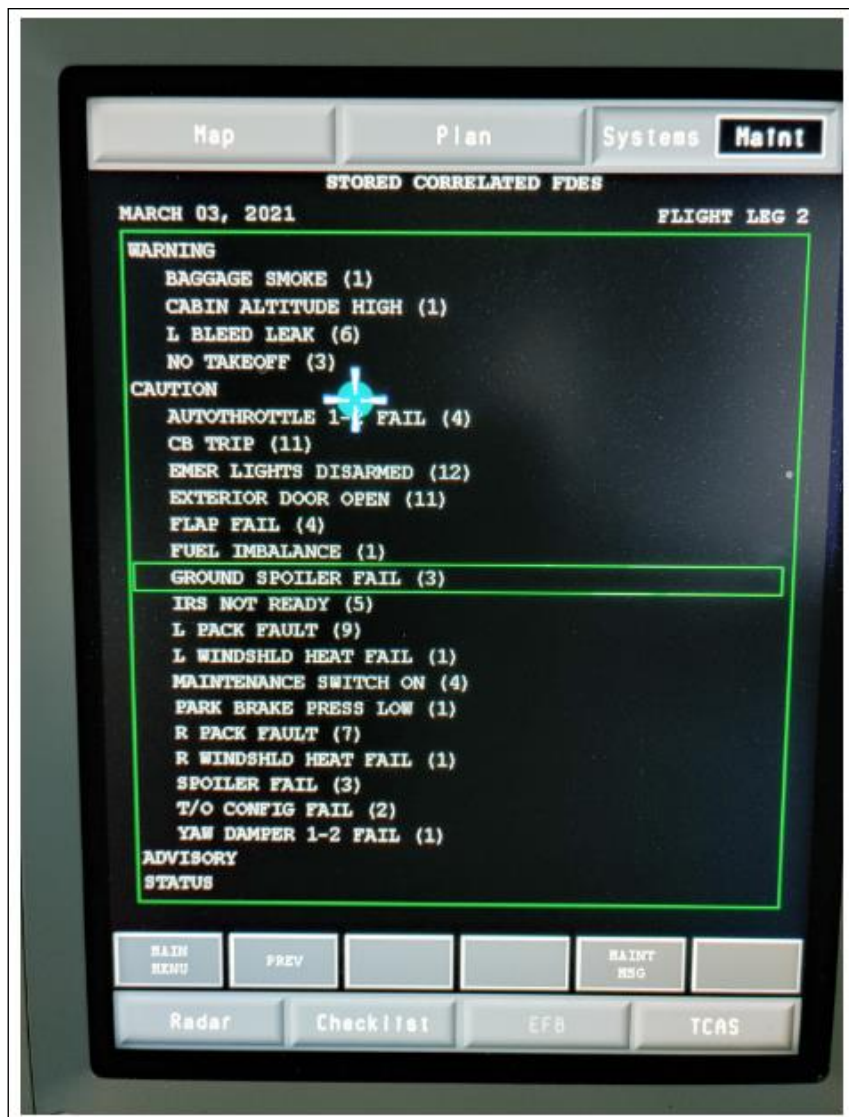 Map Plan Systems Maint
STORED CORRELATED FDES
MARCH 03, 2021 FLIGHT LEG 2
WARNING
BAGGAGE SMOKE (1)
CABIN ALTITUDE HIGH (1)
L BLEED LEAK (6)
NO TAKEOFF (3)
CAUTION
AUTOTHROTTLE 1-2 FAIL (4)
CB TRIP (11)
EMER LIGHTS DISARMED (12)
EXTERIOR DOOR OPEN (11)
FLAP FAIL (4)
FUEL IMBALANCE (1)
GROUND SPOILER FAIL (3)
IRS NOT READY (5)
L PACK FAULT (9)
L WINDSHLD HEAT FAIL (1)
MAINTENANCE SWITCH ON (4)
PARK BRAKE PRESS LOW (1)
R PACK FAULT (7)
R WINDSHLD HEAT FAIL (1)
SPOILER FAIL (3)
T/O CONFIG FAIL (2)
YAW DAMPER 1-2 FAIL (1)
ADVISORY
STATUS
MAIN MENU PREV MAINT MSG
Radar Checklist EFB TCAS